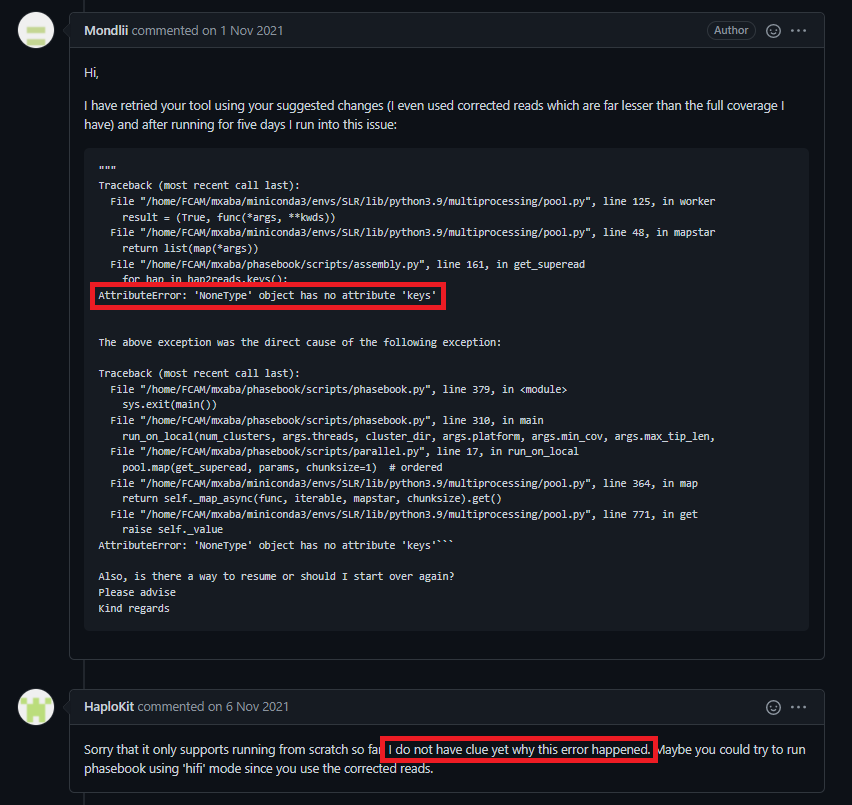 Mondlii commented on 1 Nov 2021 Author
Hi,
I have retried your tool using your suggested changes (I even used corrected reads which are far lesser than the full coverage I
have) and after running for five days I run into this issue:
"""
Traceback (most recent call last):
File "/home/FCAM/mxaba/miniconda3/envs/SLR/lib/python3.9/multiprocessing/pool.py", line 125, in worker
result = (True, func(*args, **kwds))
File "/home/FCAM/mxaba/miniconda3/envs/SLR/lib/python3.9/multiprocessing/pool.py", line 48, in mapstar
return list(map(*args))
File "/home/FCAM/mxaba/phasebook/scripts/assembly.py", line 161, in get_superead
for hap in hap2reads.keys():
AttributeError: 'NoneType' object has no attribute 'keys'
The above exception was the direct cause of the following exception:
Traceback (most recent call last):
File "/home/FCAM/mxaba/phasebook/scripts/phasebook.py", line 379, in <module>
sys.exit(main())
File "/home/FCAM/mxaba/phasebook/scripts/phasebook.py", line 310, in main
run_on_local(num_clusters, args.threads, cluster_dir, args.platform, args.min_cov, args.max_tip_len,
File "/home/FCAM/mxaba/phasebook/scripts/parallel.py", line 17, in run_on_local
pool.map(get_superead, params, chunksize=1)  # ordered
File "/home/FCAM/mxaba/miniconda3/envs/SLR/lib/python3.9/multiprocessing/pool.py", line 364, in map
return self._map_async(func, iterable, mapstar, chunksize).get()
File "/home/FCAM/mxaba/miniconda3/envs/SLR/lib/python3.9/multiprocessing/pool.py", line 771, in get
raise self._value
AttributeError: 'NoneType' object has no attribute 'keys'```
Also, is there a way to resume or should I start over again?
Please advise
Kind regards
HaploKit commented on 6 Nov 2021
Sorry that it only supports running from scratch so far I do not have clue yet why this error happened. Maybe you could try to run
phasebook using 'hifi' mode since you use the corrected reads.